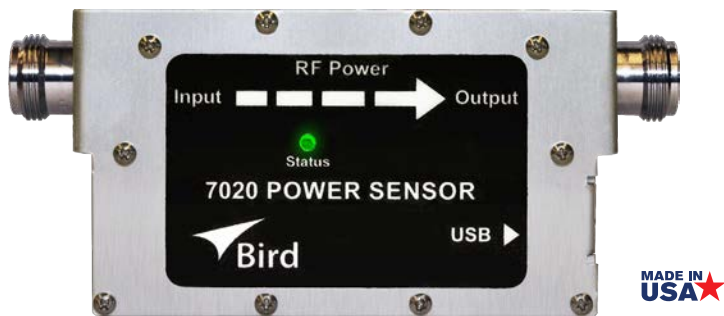 RF Power
Input Output
Status
7020 POWER SENSOR
USB
Bird
MADE IN
USA